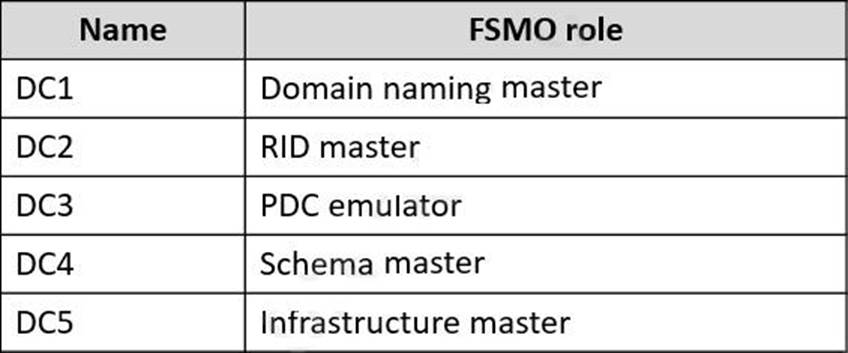 Name FSMO role
DC1 Domain naming master
DC2 RID master
DC3 PDC emulator
DC4 Schema master
DC5 Infrastructure master